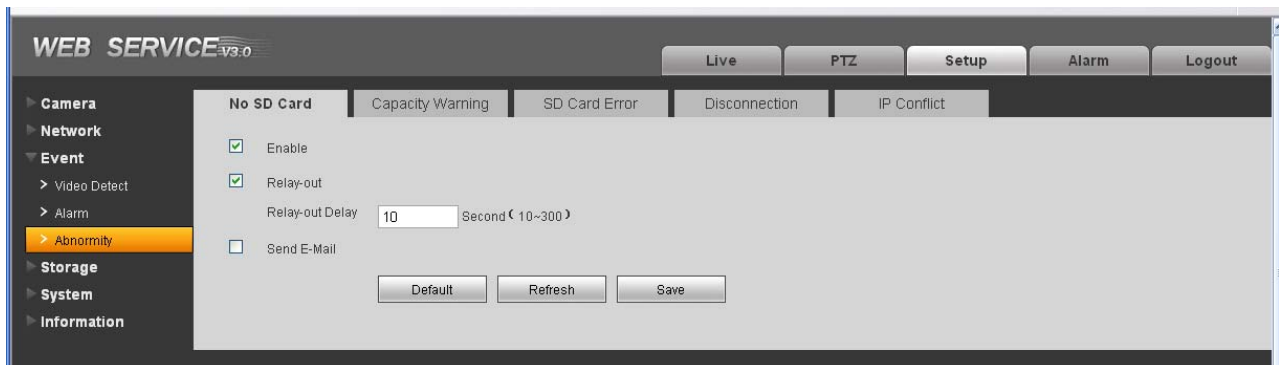 WEB SERVICE V3.0
Live PTZ Setup Alarm Logout
Camera
Network
Event
> Video Detect
> Alarm
> Abnormity
Storage
System
Information
No SD Card Capacity Warning SD Card Error Disconnection IP Conflict
Enable
Relay-out
Relay-out Delay 10 Second ( 10~300 )
Send E-Mail
Default Refresh Save